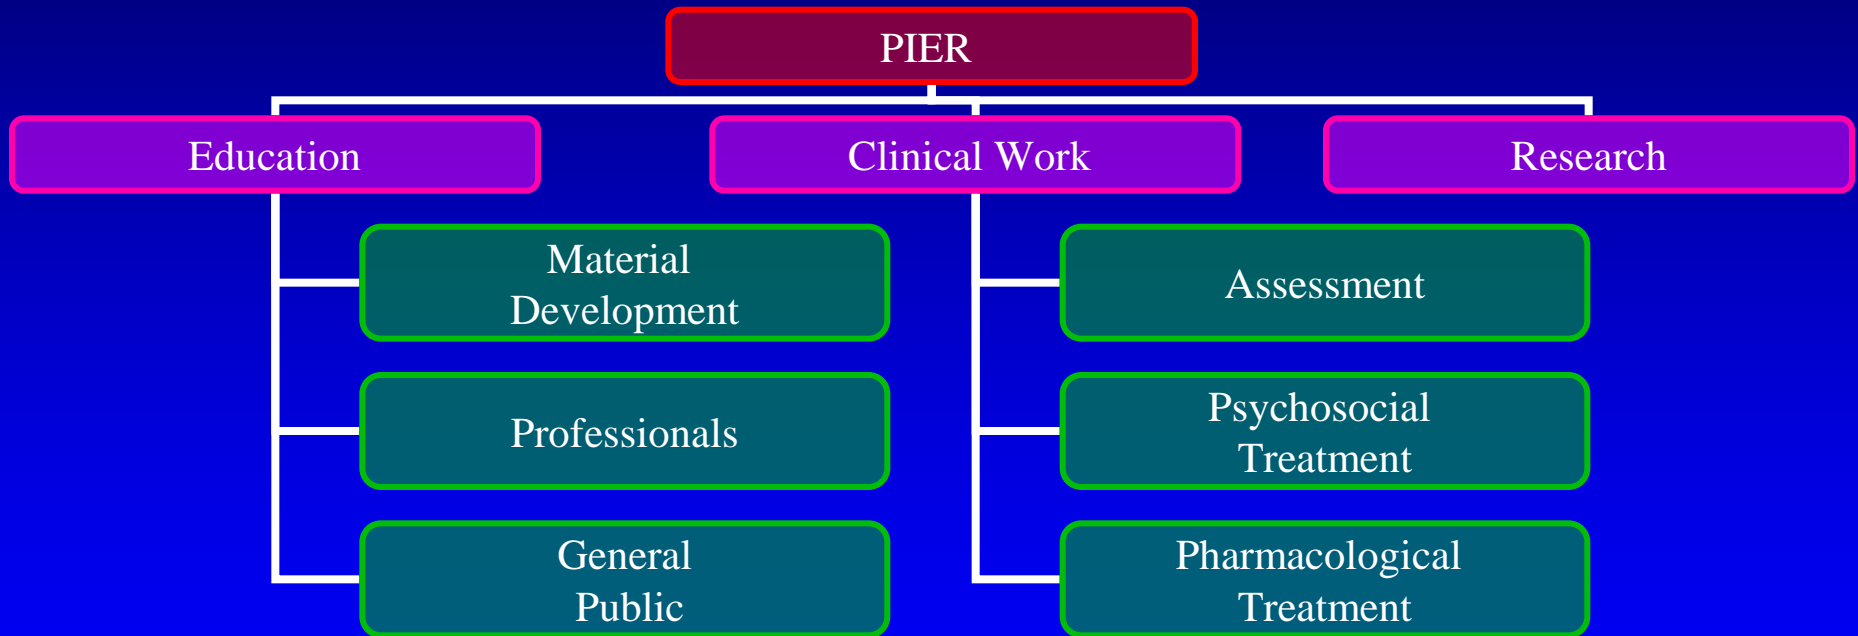 PIER
Education
Clinical Work
Research
Material
Development
Assessment
Professionals
Psychosocial
Treatment
General
Public
Pharmacological
Treatment